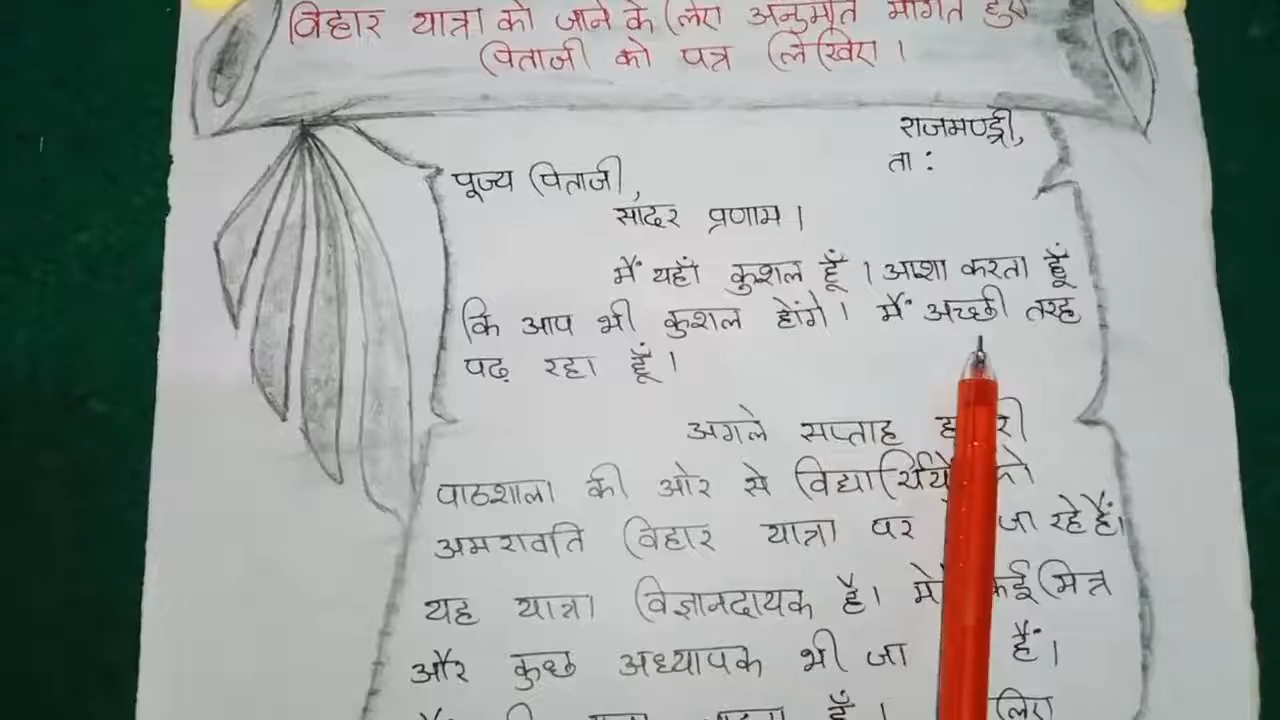 विहार यात्रा को जाने के लिए अनुमति मांगते हुए
पिताजी को पत्र लिखिए।
राजमण्ड्री,
ता:
पूज्य पिताजी,
सादर प्रणाम।
मैं यहाँ कुशल हूँ। आशा करता हूँ
कि आप भी कुशल होंगे। मैं अच्छी तरह
पढ़ रहा हूँ।
अगले सप्ताह
पाठशाला की ओर से
अमरावति विहार यात्रा पर जा रहे हैं।
यह यात्रा विज्ञानदायक है। कई मित्र
और कुछ अध्यापक भी जा हैं।
हूँ। लिए